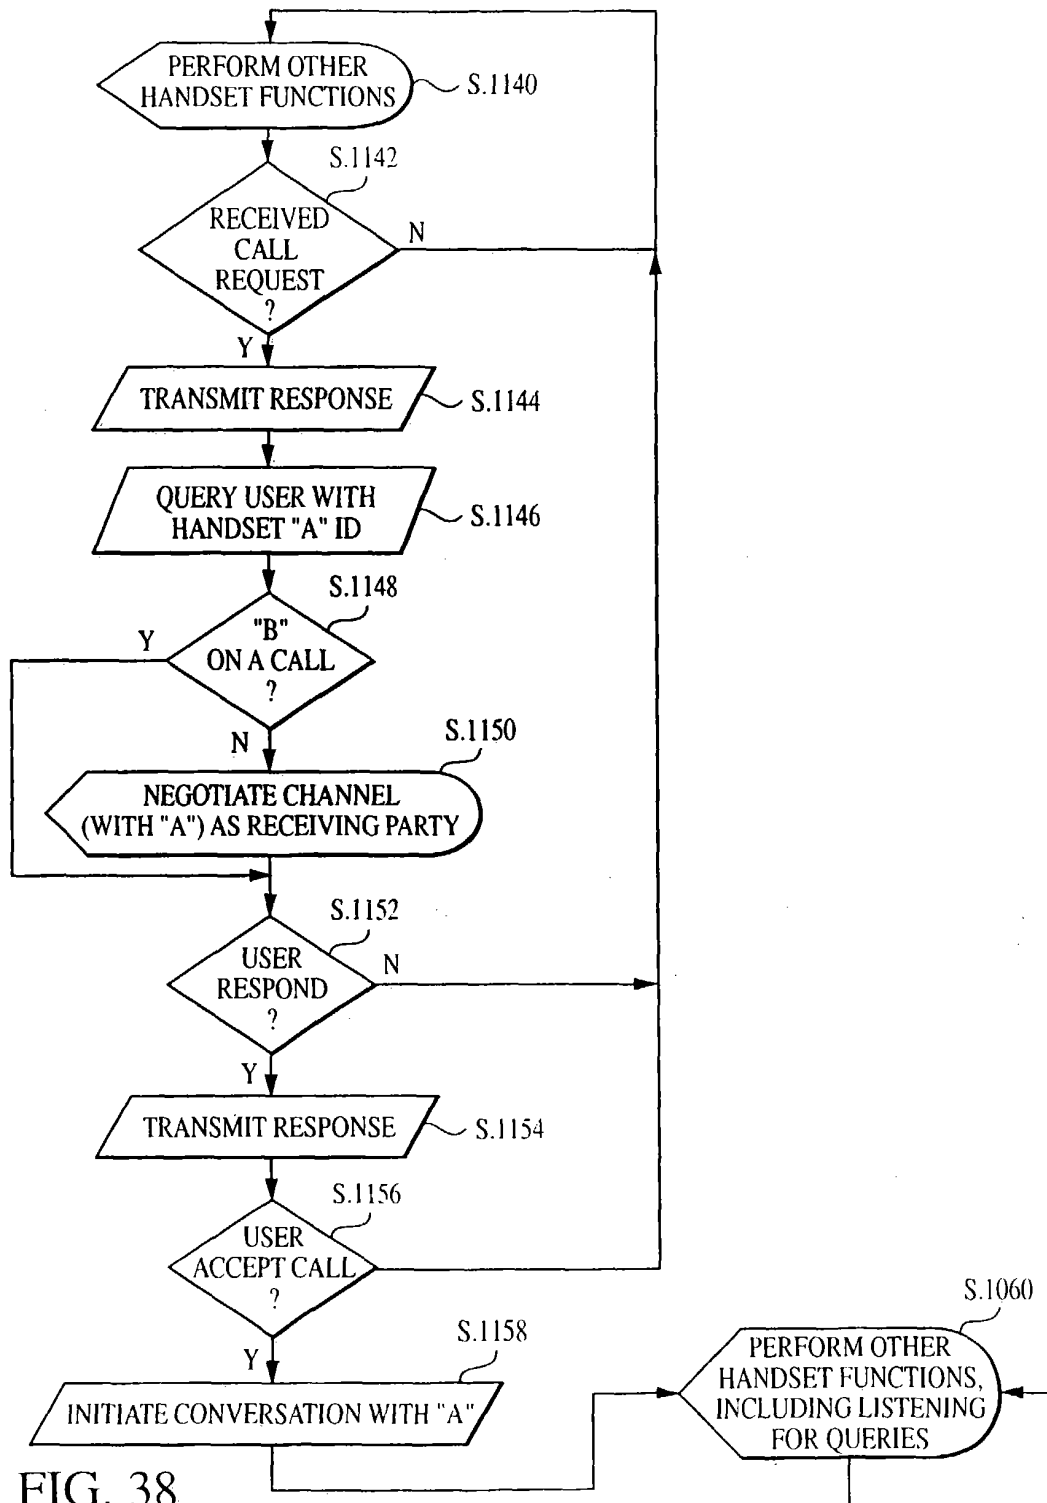 PERFORM OTHER
HANDSET FUNCTIONS
S.1140
S.1142
RECEIVED
CALL
REQUEST
?
N
Y
TRANSMIT RESPONSE
S.1144
QUERY USER WITH
HANDSET "A" ID
S.1146
S.1148
"B"
ON A CALL
?
Y
N
S.1150
NEGOTIATE CHANNEL
(WITH "A") AS RECEIVING PARTY
S.1152
USER
RESPOND
?
N
Y
TRANSMIT RESPONSE
S.1154
S.1156
USER
ACCEPT CALL
?
Y
S.1158
INITIATE CONVERSATION WITH "A"
S.1060
PERFORM OTHER
HANDSET FUNCTIONS,
INCLUDING LISTENING
FOR QUERIES
FIG. 38